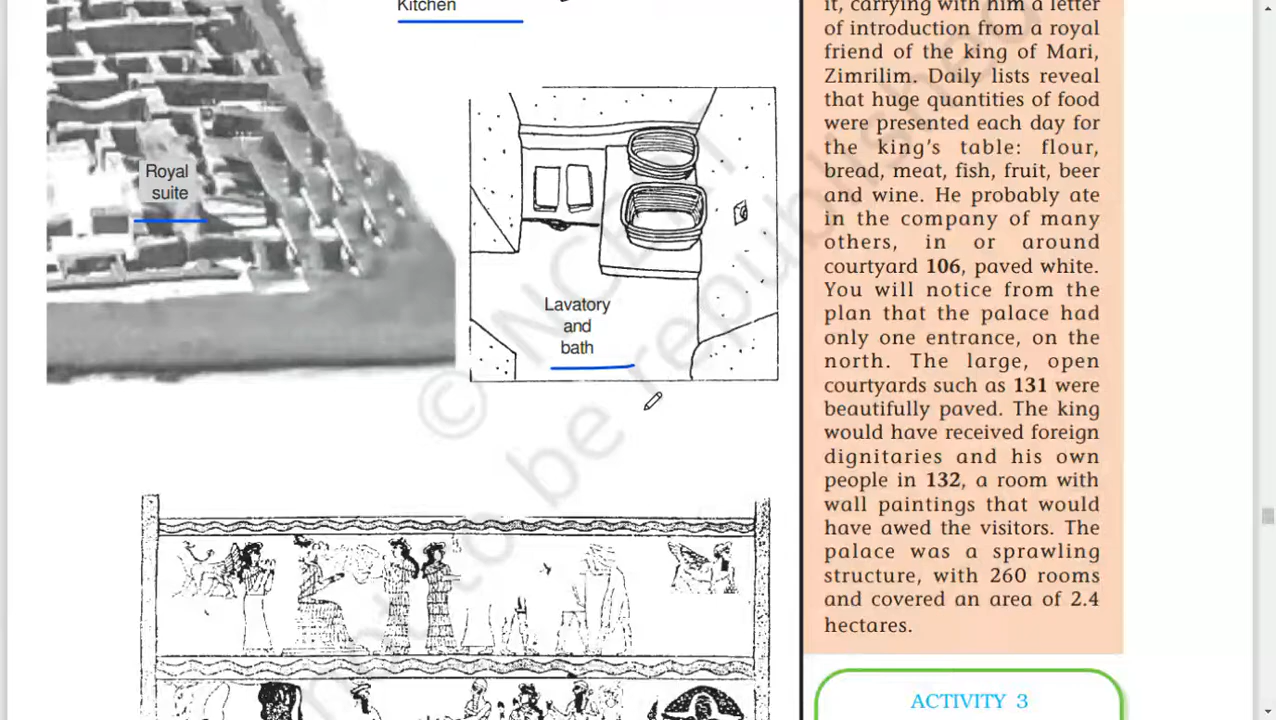 Kitchen
Royal
suite
Lavatory
and
bath
it, carrying with him a letter
of introduction from a royal
friend of the king of Mari,
Zimrilim. Daily lists reveal
that huge quantities of food
were presented each day for
the king's table: flour,
bread, meat, fish, fruit, beer
and wine. He probably ate
in the company of many
others, in or around
courtyard 106, paved white.
You will notice from the
plan that the palace had
only one entrance, on the
north. The large, open
courtyards such as 131 were
beautifully paved. The king
would have received foreign
dignitaries and his own
people in 132, a room with
wall paintings that would
have awed the visitors. The
palace was a sprawling
structure, with 260 rooms
and covered an area of 2.4
hectares.
ACTIVITY 3
© NCERT
not to be republished